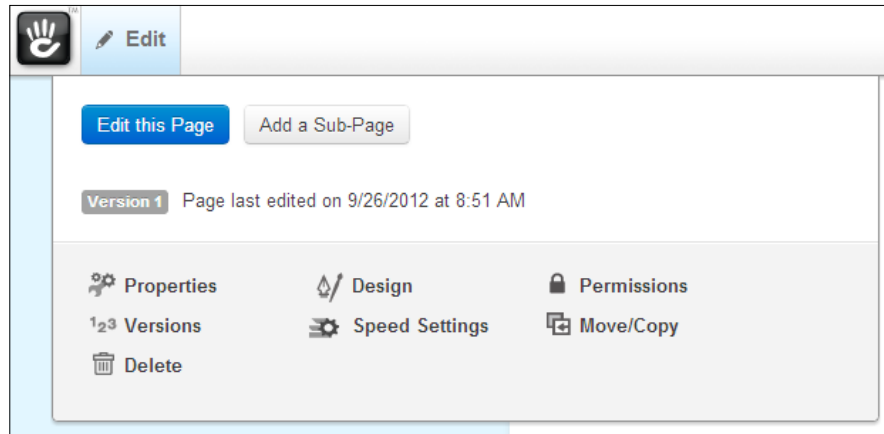 TM
Edit
Edit this Page Add a Sub-Page
Version 1 Page last edited on 9/26/2012 at 8:51 AM
Properties Design Permissions
123 Versions Speed Settings Move/Copy
Delete